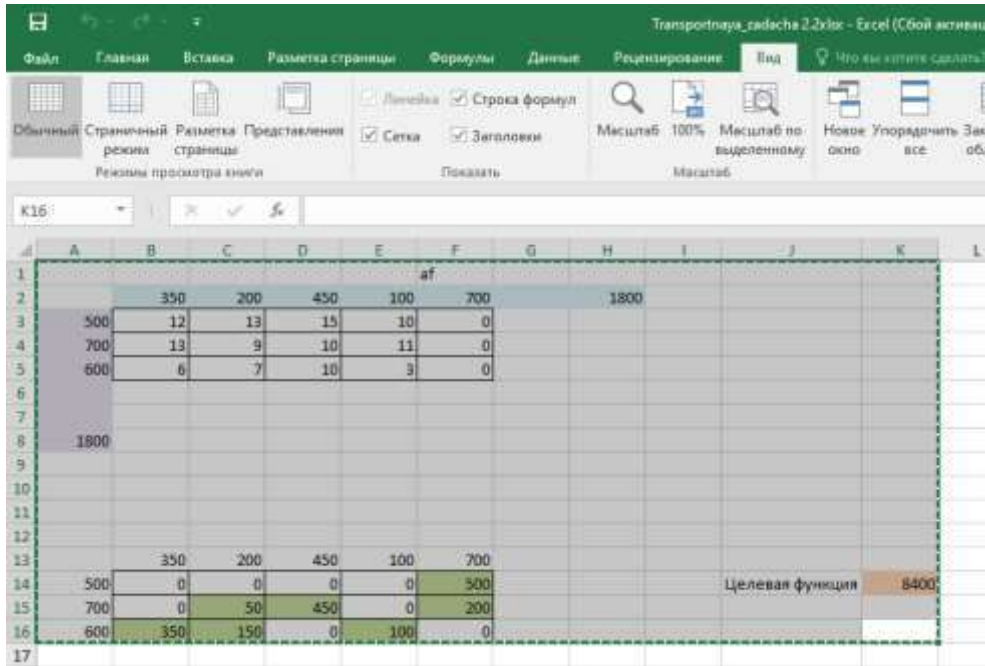 Transportnaya_zadacha 2.2xlsx - Excel (Сбой активац
Файл Главная Вставка Разметка страницы Формулы Данные Рецензирование Вид Что вы хотите сделать?
Линейка Строка формул
Обычный Страничный режим Разметка страницы Представления Сетка Заголовки Масштаб 100% Масштаб по выделенному Новое окно Упорядочить все Зак обл
Режимы просмотра книги Показать Масштаб
K16
A B C D E F G H I J K L
1 af
2 350 200 450 100 700 1800
3 500 12 13 15 10 0
4 700 13 9 10 11 0
5 600 6 7 10 3 0
6
7
8 1800
9
10
11
12
13 350 200 450 100 700
14 500 0 0 0 0 500 Целевая функция 8400
15 700 0 50 450 0 200
16 600 350 150 0 100 0
17